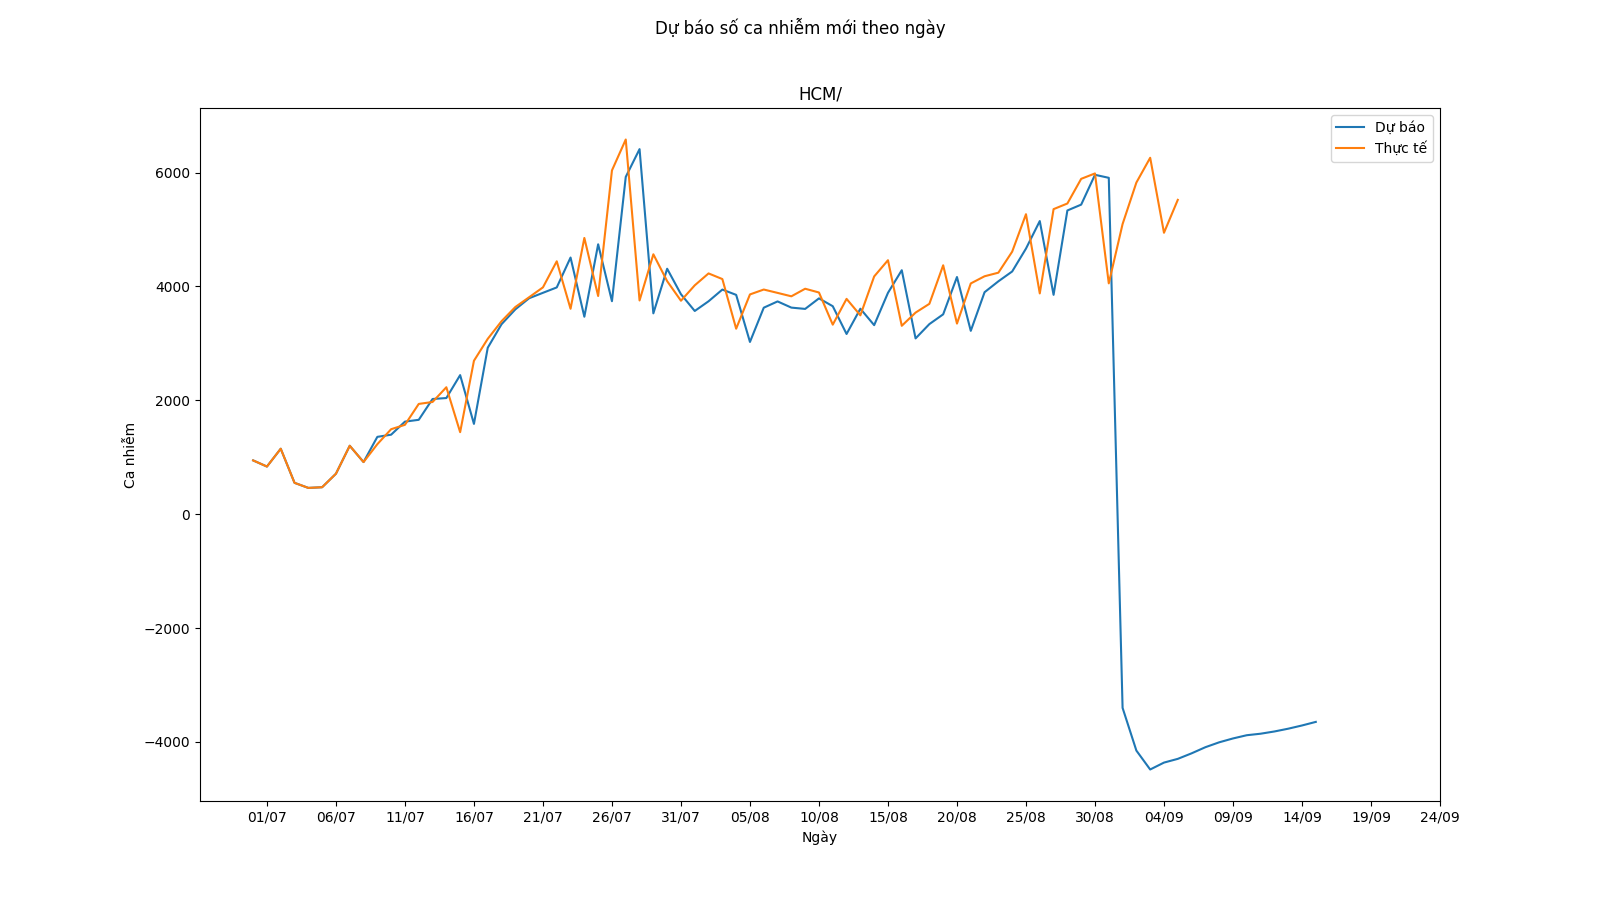 Dự báo số ca nhiễm mới theo ngày
HCM/
Dự báo
Thực tế
6000
4000
2000
0
−2000
−4000
Ca nhiễm
01/07 06/07 11/07 16/07 21/07 26/07 31/07 05/08 10/08 15/08 20/08 25/08 30/08 04/09 09/09 14/09 19/09 24/09
Ngày